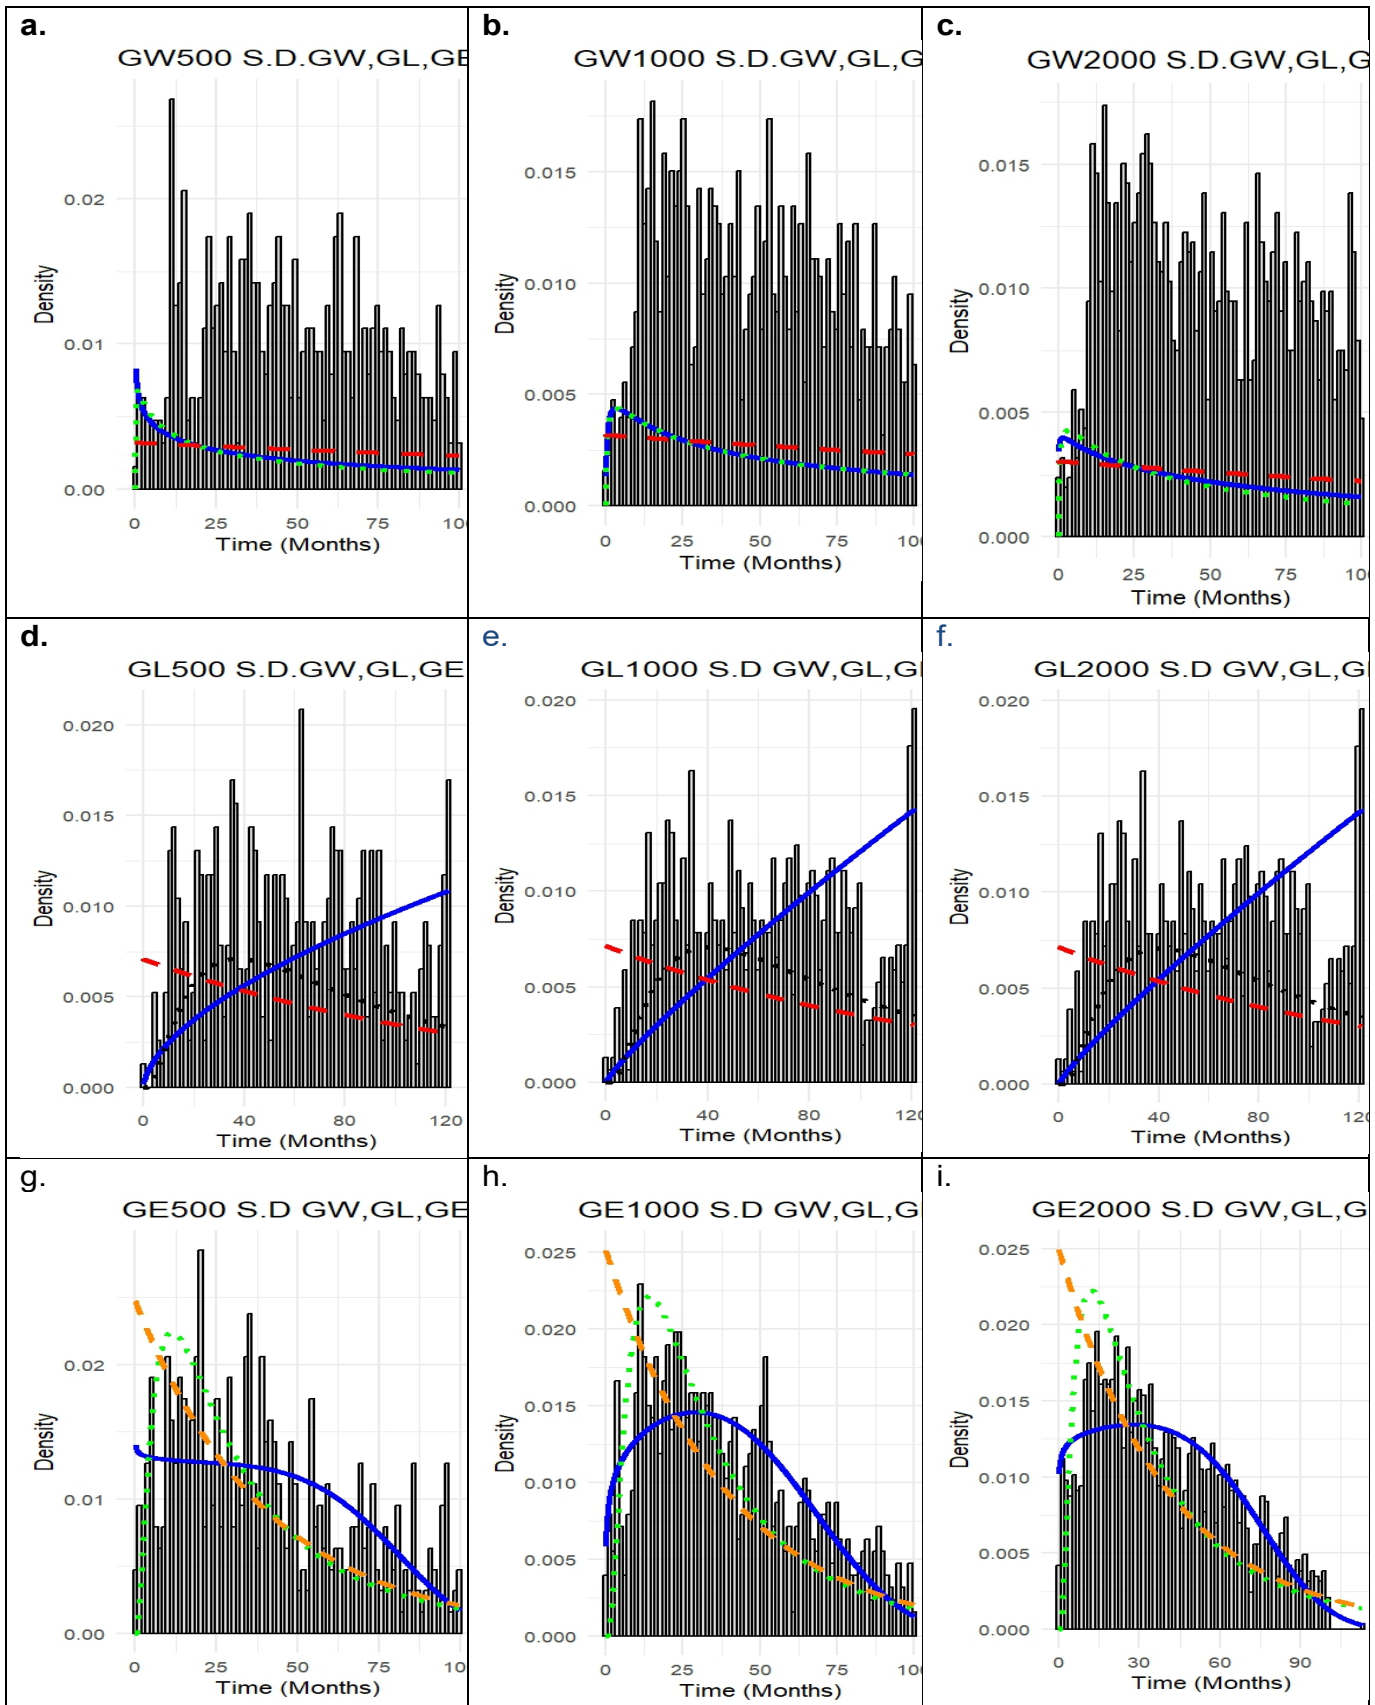 a.
GW500 S.D.GW,GL,GE
Density
0.02
0.01
0.00
0 25 50 75 10
Time (Months)
b.
GW1000 S.D.GW,GL,G
Density
0.015
0.010
0.005
0.000
0 25 50 75 10
Time (Months)
c.
GW2000 S.D.GW,GL,G
Density
0.015
0.010
0.005
0.000
0 25 50 75 10
Time (Months)
d.
GL500 S.D.GW,GL,GE
Density
0.020
0.015
0.010
0.005
0.000
0 40 80 120
Time (Months)
e.
GL1000 S.D GW,GL,G
Density
0.020
0.015
0.010
0.005
0.000
0 40 80 120
Time (Months)
f.
GL2000 S.D GW,GL,G
Density
0.020
0.015
0.010
0.005
0.000
0 40 80 120
Time (Months)
g.
GE500 S.D GW,GL,GE
Density
0.02
0.01
0.00
0 25 50 75 10
Time (Months)
h.
GE1000 S.D GW,GL,G
Density
0.025
0.020
0.015
0.010
0.005
0.000
0 25 50 75 10
Time (Months)
i.
GE2000 S.D GW,GL,G
Density
0.025
0.020
0.015
0.010
0.005
0.000
0 30 60 90
Time (Months)